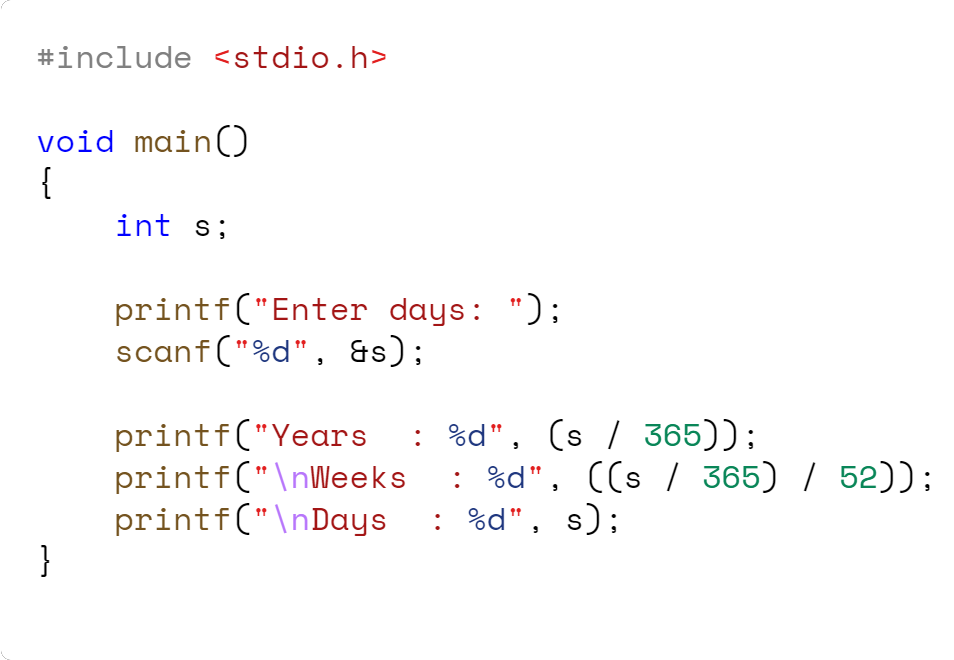 #include <stdio.h>

void main()
{
    int s;

    printf("Enter days: ");
    scanf("%d", &s);

    printf("Years  : %d", (s / 365));
    printf("\nWeeks  : %d", ((s / 365) / 52));
    printf("\nDays  : %d", s);
}